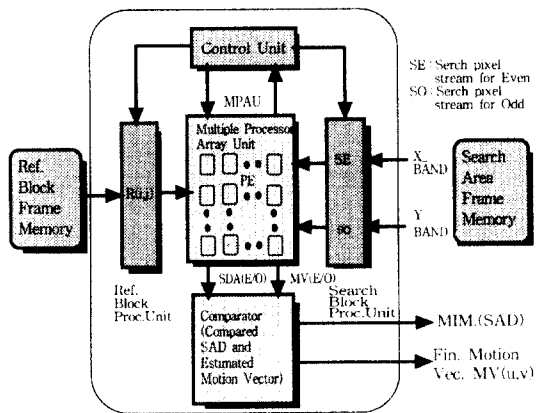 Control Unit
SE : Serch pixel
stream for Even
SO : Serch pixel
stream for Odd
MPAU
Multiple Processor
Array Unit
PE
Ref.
Block
Frame
Memory
R(i,j)
SE
SO
X_
BAND
Y
BAND
Search
Area
Frame
Memory
SDA(E/O)
MV(E/O)
Ref.
Block
Proc.Unit
Search
Block
Proc.Unit
Comparator
(Compared
SAD and
Estimated
Motion Vector)
MIM.(SAD)
Fin. Motion
Vec. MV(u,v)